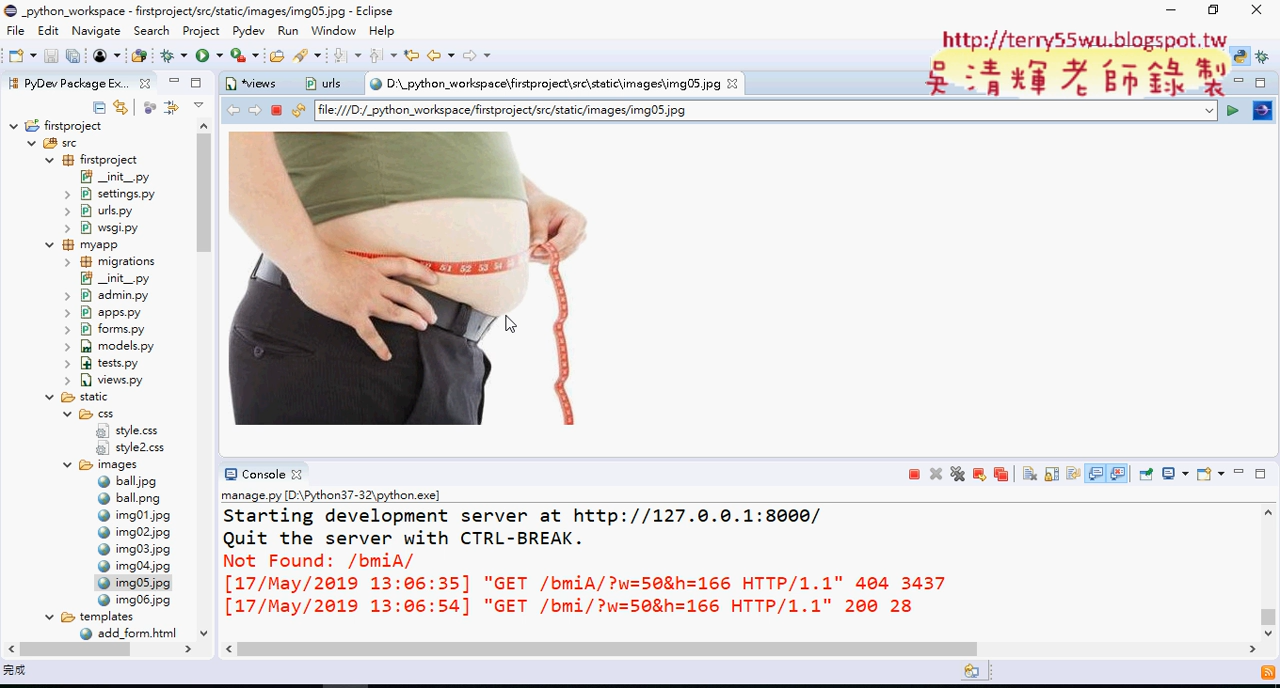 _python_workspace - firstproject/src/static/images/img05.jpg - Eclipse
File Edit Navigate Search Project Pydev Run Window Help
http://terry55wu.blogspot.tw
吳清輝老師錄製
PyDev Package Ex...
*views
urls
D:\_python_workspace\firstproject\src\static\images\img05.jpg
file:///D:/_python_workspace/firstproject/src/static/images/img05.jpg
firstproject
src
firstproject
__init__.py
settings.py
urls.py
wsgi.py
myapp
migrations
__init__.py
admin.py
apps.py
forms.py
models.py
tests.py
views.py
static
css
style.css
style2.css
images
ball.jpg
ball.png
img01.jpg
img02.jpg
img03.jpg
img04.jpg
img05.jpg
img06.jpg
templates
add_form.html
51 52 53 54
Console
manage.py [D:\Python37-32\python.exe]
Starting development server at http://127.0.0.1:8000/
Quit the server with CTRL-BREAK.
Not Found: /bmiA/
[17/May/2019 13:06:35] "GET /bmiA/?w=50&h=166 HTTP/1.1" 404 3437
[17/May/2019 13:06:54] "GET /bmi/?w=50&h=166 HTTP/1.1" 200 28
完成